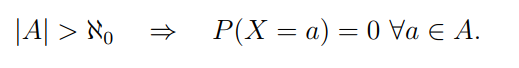 |A| > ℵ₀ ⇒ P(X = a) = 0 ∀a ∈ A.